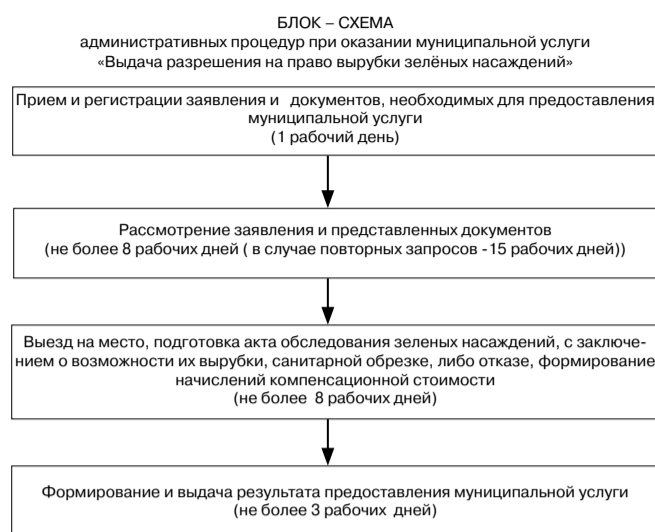 БЛОК – СХЕМА
административных процедур при оказании муниципальной услуги
«Выдача разрешения на право вырубки зелёных насаждений»
Прием и регистрации заявления и документов, необходимых для предоставления
муниципальной услуги
(1 рабочий день)
Рассмотрение заявления и представленных документов
(не более 8 рабочих дней ( в случае повторных запросов -15 рабочих дней))
Выезд на место, подготовка акта обследования зеленых насаждений, с заключе-
нием о возможности их вырубки, санитарной обрезке, либо отказе, формирование
начислений компенсационной стоимости
(не более 8 рабочих дней)
Формирование и выдача результата предоставления муниципальной услуги
(не более 3 рабочих дней)